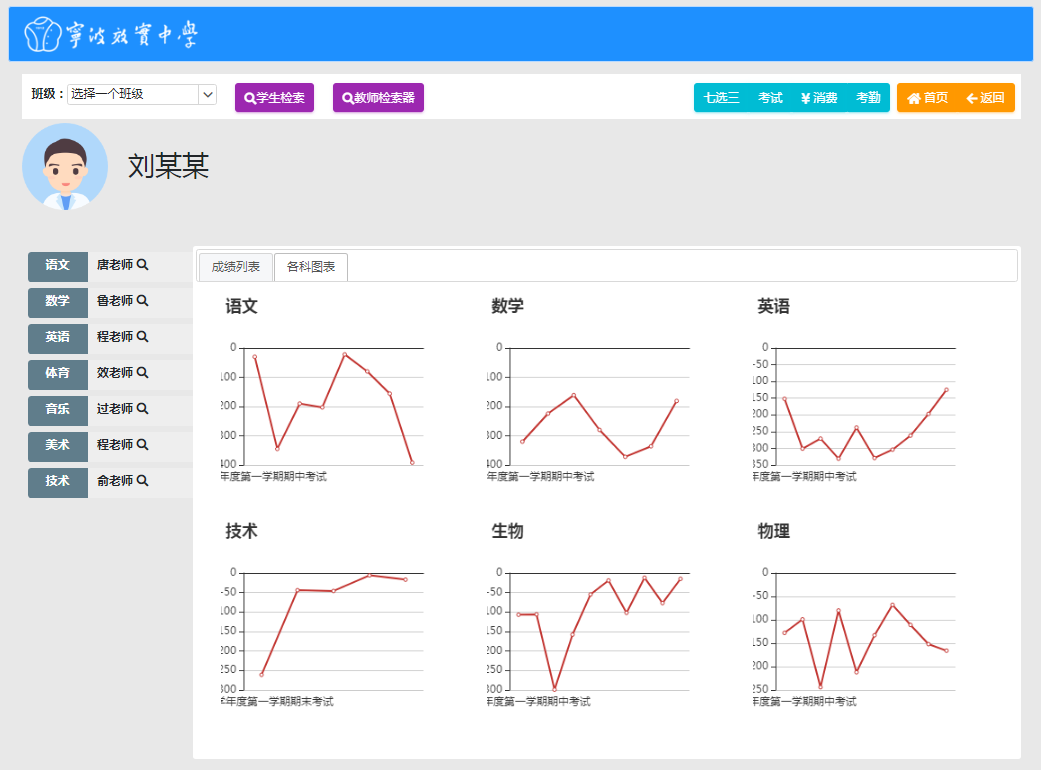 寧波效實中學
班级：选择一个班级 学生检索 教师检索器 七选三 考试 ¥消费 考勤 首页 返回
刘某某
语文 唐老师
数学 鲁老师
英语 程老师
体育 效老师
音乐 过老师
美术 程老师
技术 俞老师
成绩列表 各科图表
语文
0
100
200
300
400
年度第一学期期中考试
数学
0
100
200
300
400
年度第一学期期中考试
英语
0
-50
100
150
200
250
300
350
年度第一学期期中考试
技术
0
-50
100
150
200
250
300
年度第一学期期末考试
生物
0
-50
100
150
200
250
300
年度第一学期期中考试
物理
0
-50
100
150
200
250
年度第一学期期中考试